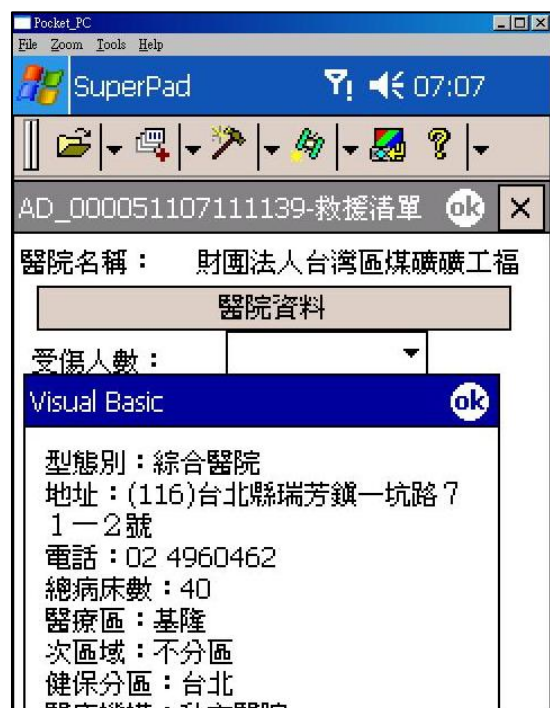 Pocket_PC
File Zoom Tools Help
SuperPad 07:07
AD_000051107111139-救援清單 ok
醫院名稱： 財團法人台灣區煤礦礦工福
醫院資料
受傷人數：
Visual Basic ok
型態別：綜合醫院
地址：(116)台北縣瑞芳鎮一坑路７
１－２號
電話：02 4960462
總病床數：40
醫療區：基隆
次區域：不分區
健保分區：台北